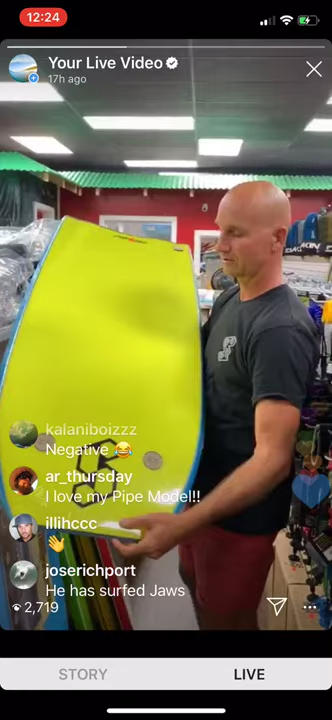 12:24
Your Live Video
17h ago
kalaniboizzz
Negative 😂
ar_thursday
I love my Pipe Model!!!
illihccc
👋
joserichport
He has surfed Jaws
2,719
STORY
LIVE